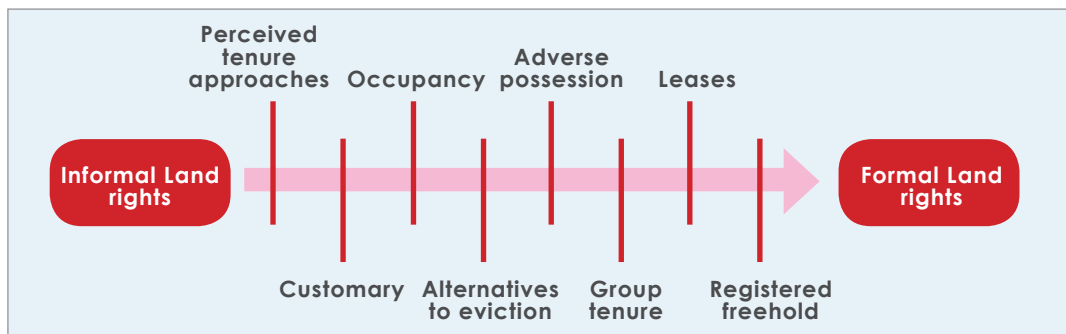 Perceived
tenure
approaches
Occupancy
Adverse
possession
Leases
Informal Land
rights
Formal Land
rights
Customary
Alternatives
to eviction
Group
tenure
Registered
freehold